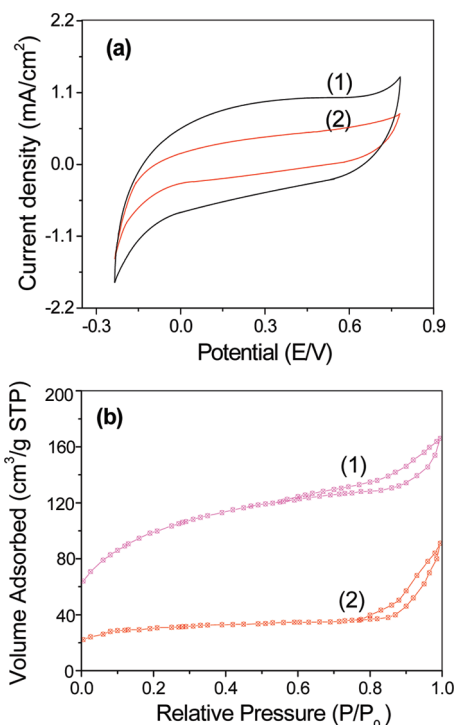 (a)
2.2
1.1
0.0
-1.1
-2.2
(1)
(2)
-0.3 0.0 0.3 0.6 0.9
Current density (mA/cm²)
Potential (E/V)
(b)
200
160
120
80
40
0
(1)
(2)
0.0 0.2 0.4 0.6 0.8 1.0
Volume Adsorbed (cm³/g STP)
Relative Pressure (P/P₀)